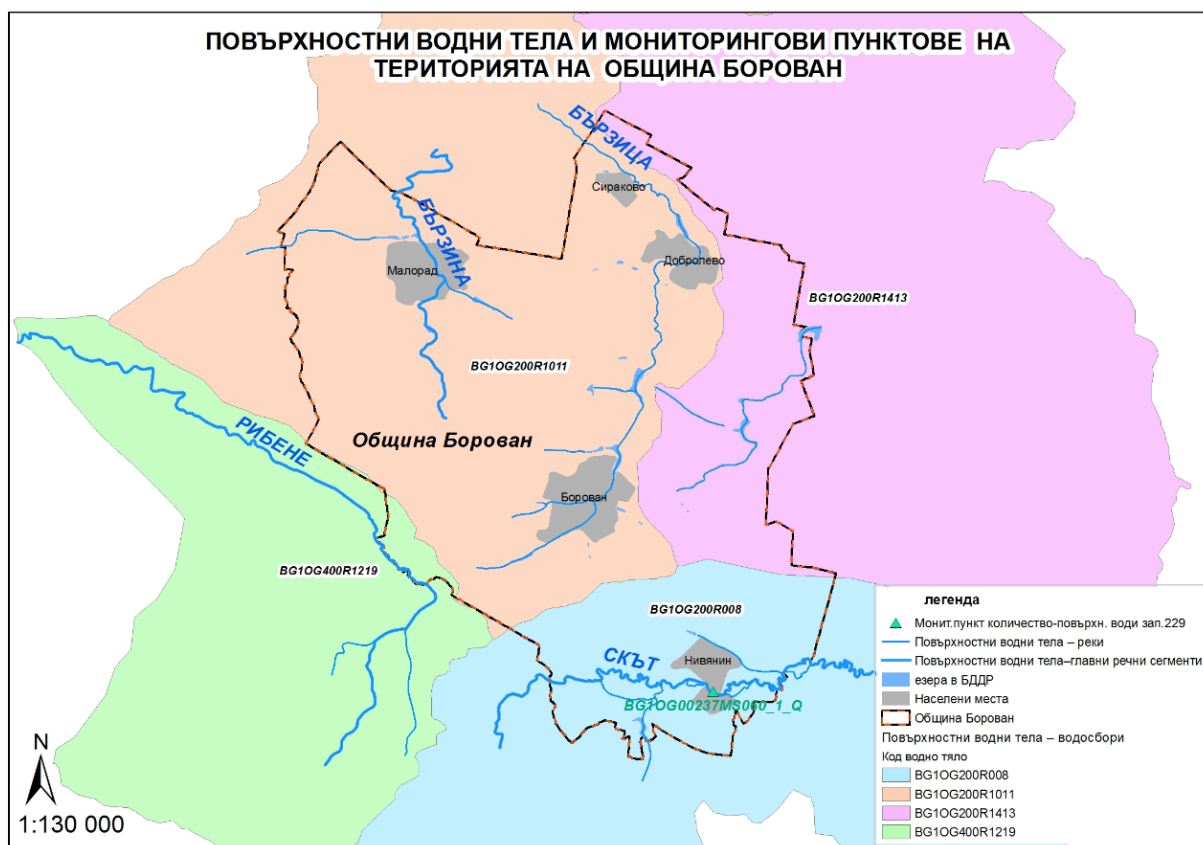 ПОВЪРХНОСТНИ ВОДНИ ТЕЛА И МОНИТОРИНГОВИ ПУНКТОВЕ НА
ТЕРИТОРИЯТА НА ОБЩИНА БОРОВАН
БЪРЗИЦА
Сираково
БЪРЗИНА
Малорад
Добролево
BG1OG200R1413
BG1OG200R1011
РИБЕНЕ
Община Борован
Борован
BG1OG400R1219
BG1OG200R008
СКЪТ
Нивянин
BG1OG00237MS060_1_Q
легенда
Монит.пункт количество-повърхн. води зап.229
Повърхностни водни тела – реки
Повърхностни водни тела–главни речни сегменти
езера в БДДР
Населени места
Община Борован
Повърхностни водни тела – водосбори
Код водно тяло
BG1OG200R008
BG1OG200R1011
BG1OG200R1413
BG1OG400R1219
N
1:130 000